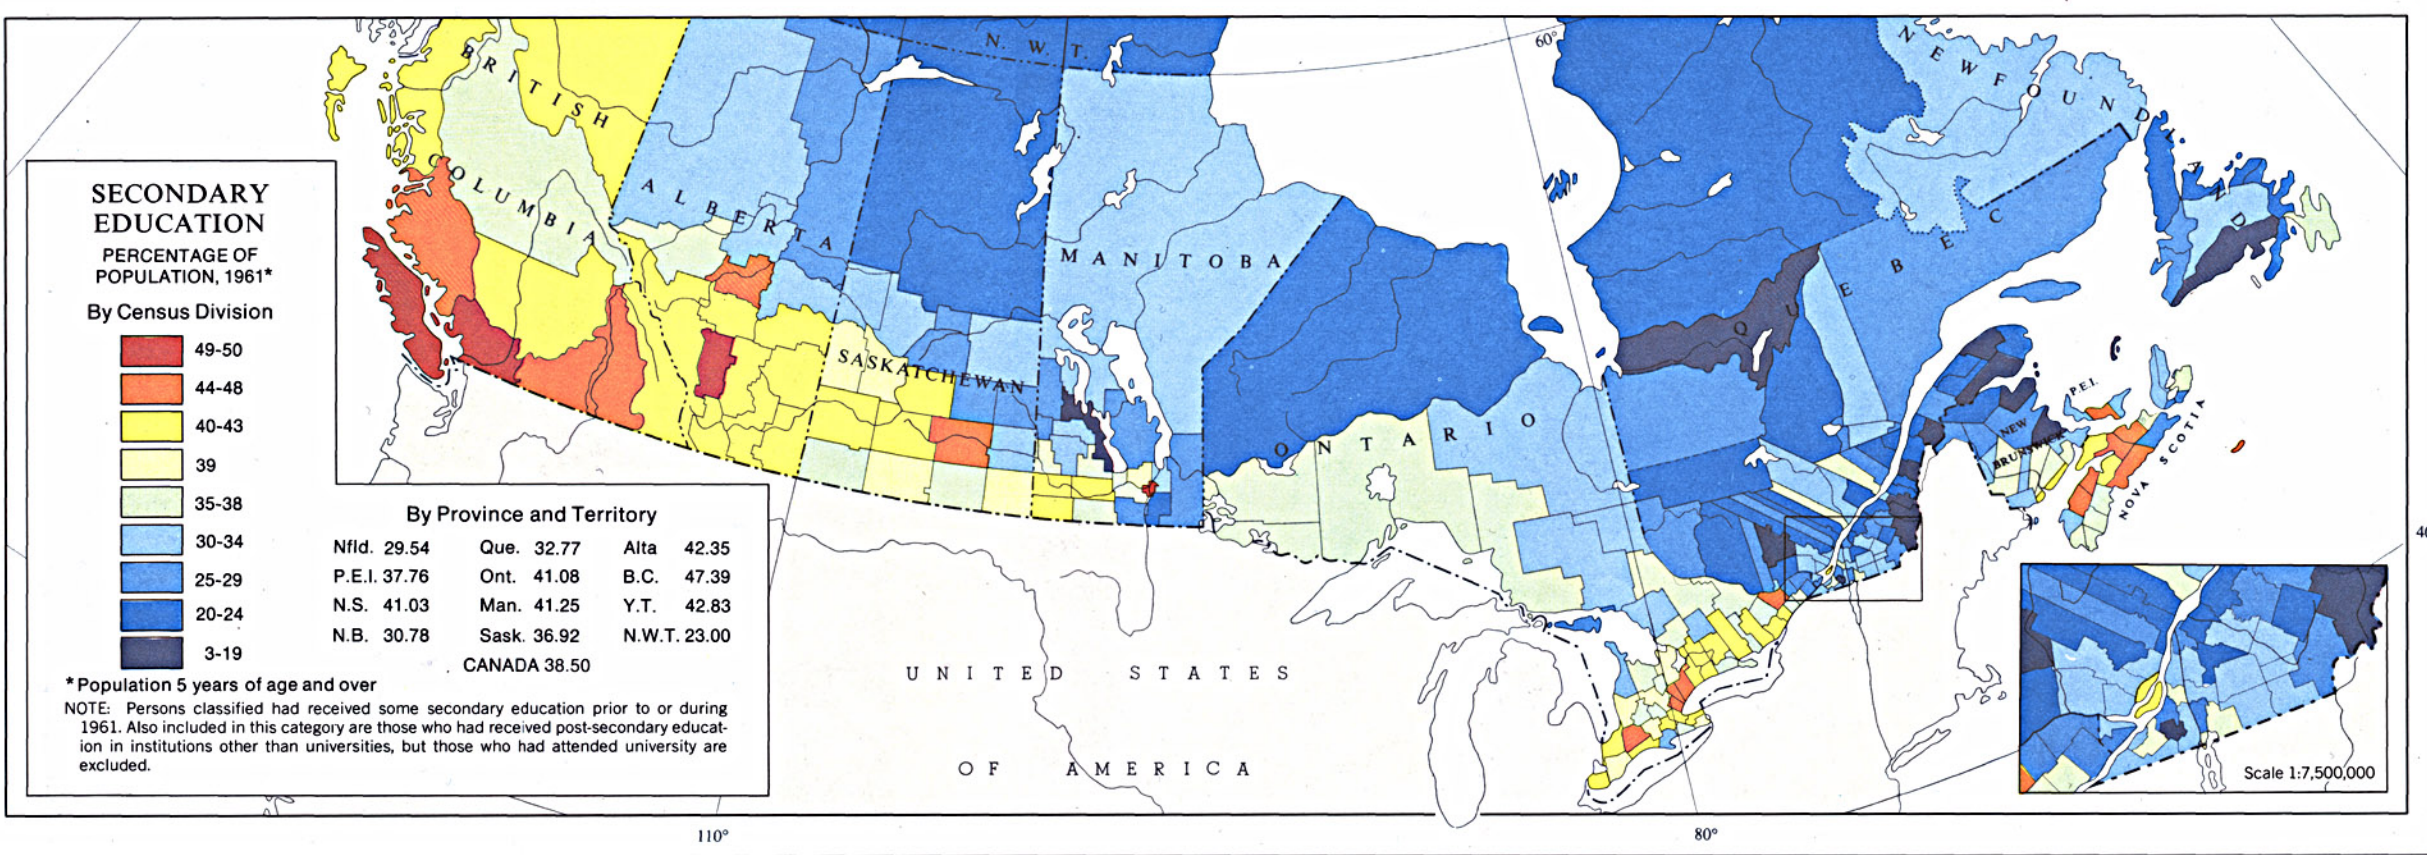 SECONDARY
EDUCATION
PERCENTAGE OF
POPULATION, 1961*
By Census Division
49-50
44-48
40-43
39
35-38
30-34
25-29
20-24
3-19
By Province and Territory
Nfld. 29.54 Que. 32.77 Alta 42.35
P.E.I. 37.76 Ont. 41.08 B.C. 47.39
N.S. 41.03 Man. 41.25 Y.T. 42.83
N.B. 30.78 Sask. 36.92 N.W.T. 23.00
CANADA 38.50
*Population 5 years of age and over
NOTE: Persons classified had received some secondary education prior to or during
1961. Also included in this category are those who had received post-secondary educat-
ion in institutions other than universities, but those who had attended university are
excluded.
BRITISH
COLUMBIA
ALBERTA
SASKATCHEWAN
N. W. T.
MANITOBA
ONTARIO
QUEBEC
NEWFOUNDLAND
P.E.I.
NEW
BRUNSWICK
NOVA SCOTIA
UNITED STATES
OF AMERICA
60°
40
110°
80°
Scale 1:7,500,000